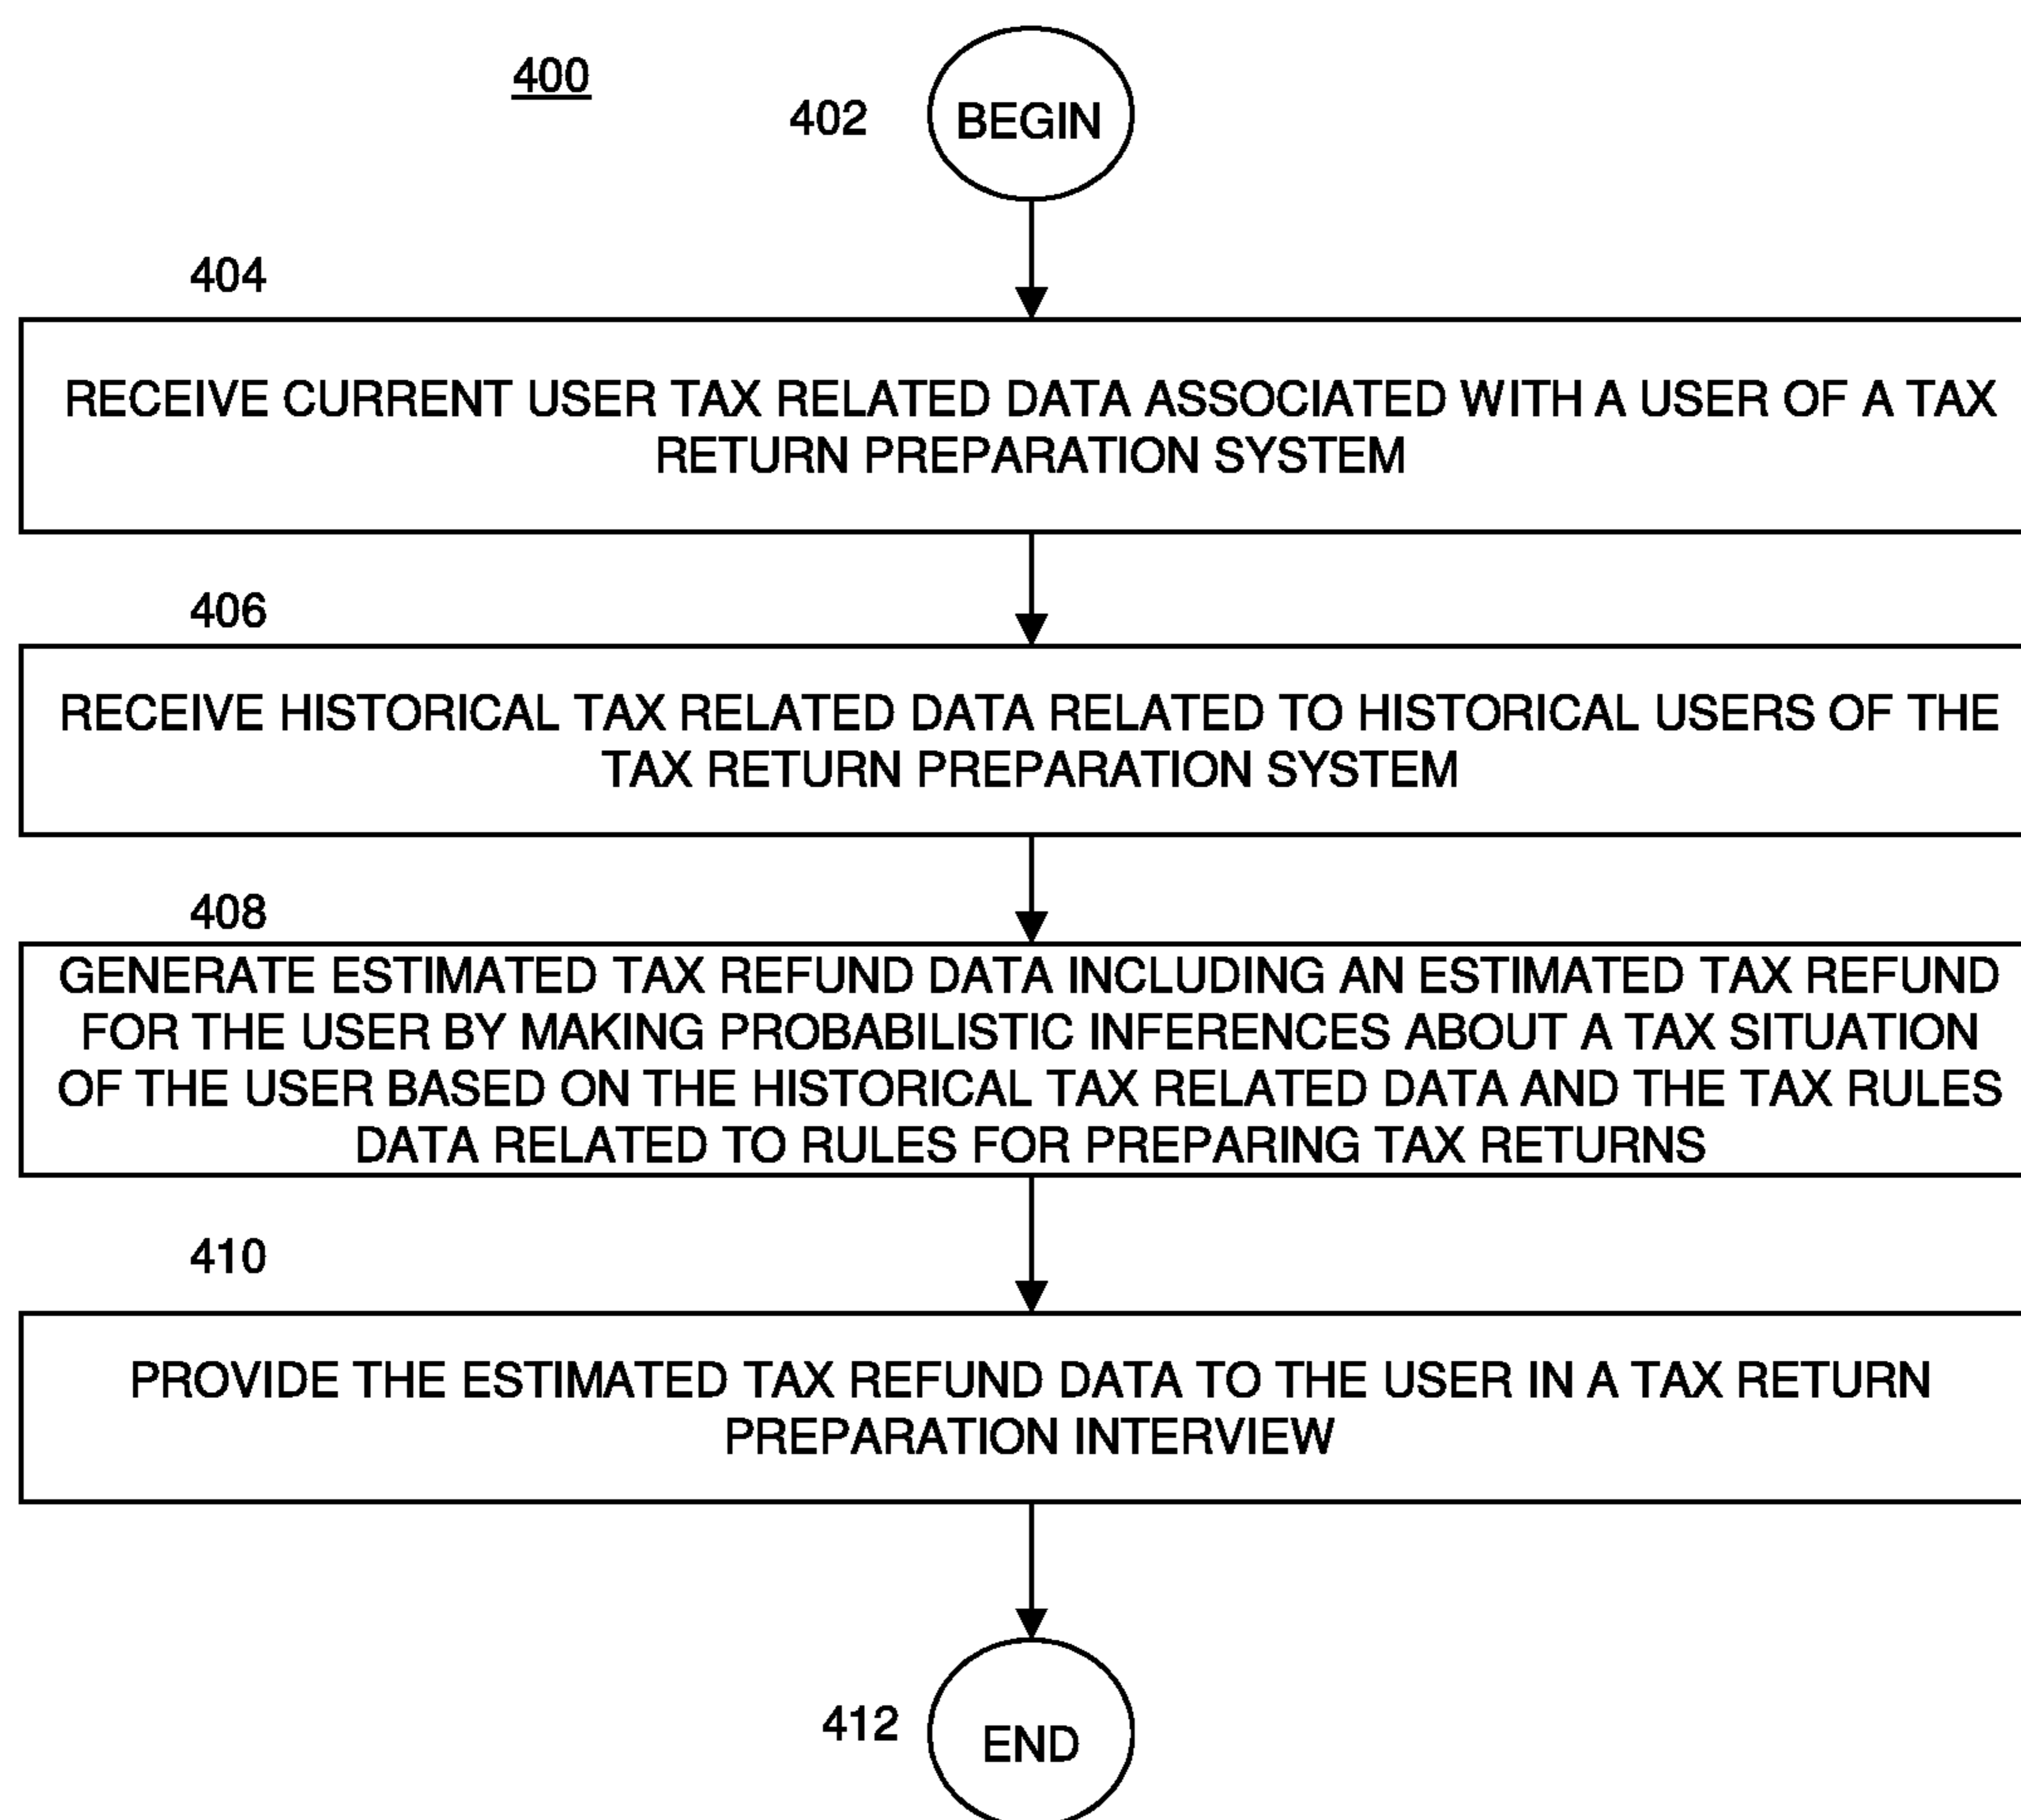 400
402
BEGIN
404
RECEIVE CURRENT USER TAX RELATED DATA ASSOCIATED WITH A USER OF A TAX
RETURN PREPARATION SYSTEM
406
RECEIVE HISTORICAL TAX RELATED DATA RELATED TO HISTORICAL USERS OF THE
TAX RETURN PREPARATION SYSTEM
408
GENERATE ESTIMATED TAX REFUND DATA INCLUDING AN ESTIMATED TAX REFUND
FOR THE USER BY MAKING PROBABILISTIC INFERENCES ABOUT A TAX SITUATION
OF THE USER BASED ON THE HISTORICAL TAX RELATED DATA AND THE TAX RULES
DATA RELATED TO RULES FOR PREPARING TAX RETURNS
410
PROVIDE THE ESTIMATED TAX REFUND DATA TO THE USER IN A TAX RETURN
PREPARATION INTERVIEW
412
END